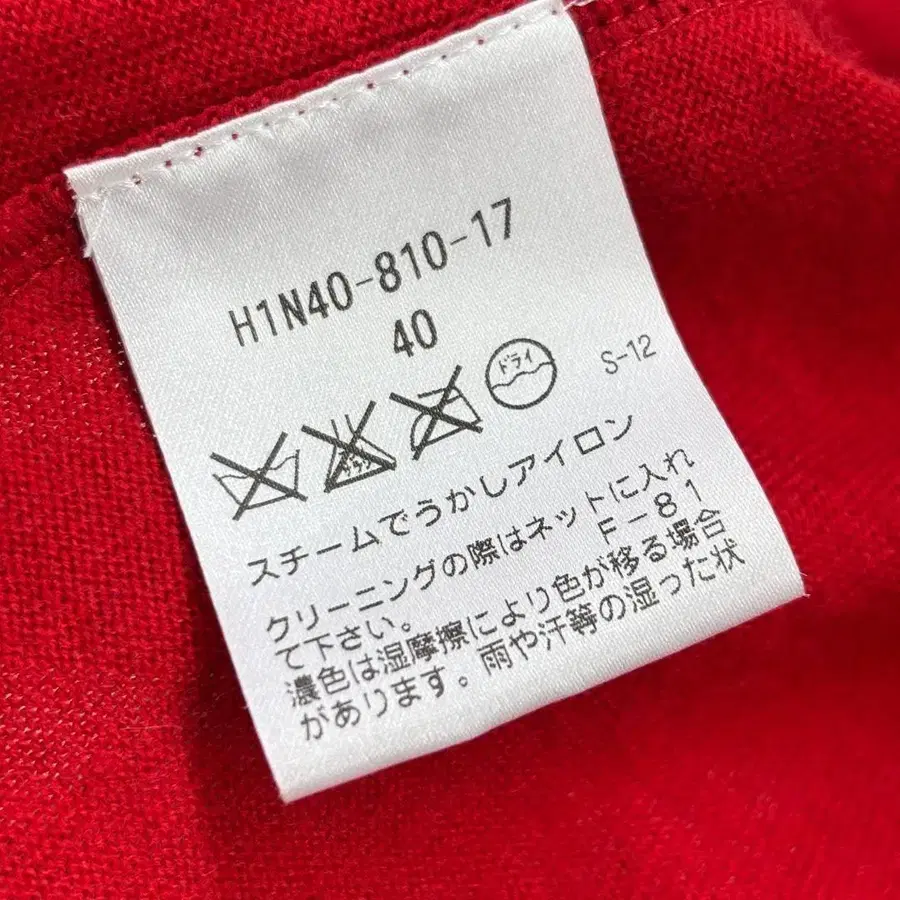 H1N40-810-17
40
ドライ
S-12
スチームでうかしアイロン
クリーニングの際はネットに入れ
て下さい。 F-81
濃色は湿摩擦により色が移る場合
があります。雨や汗等の湿った状